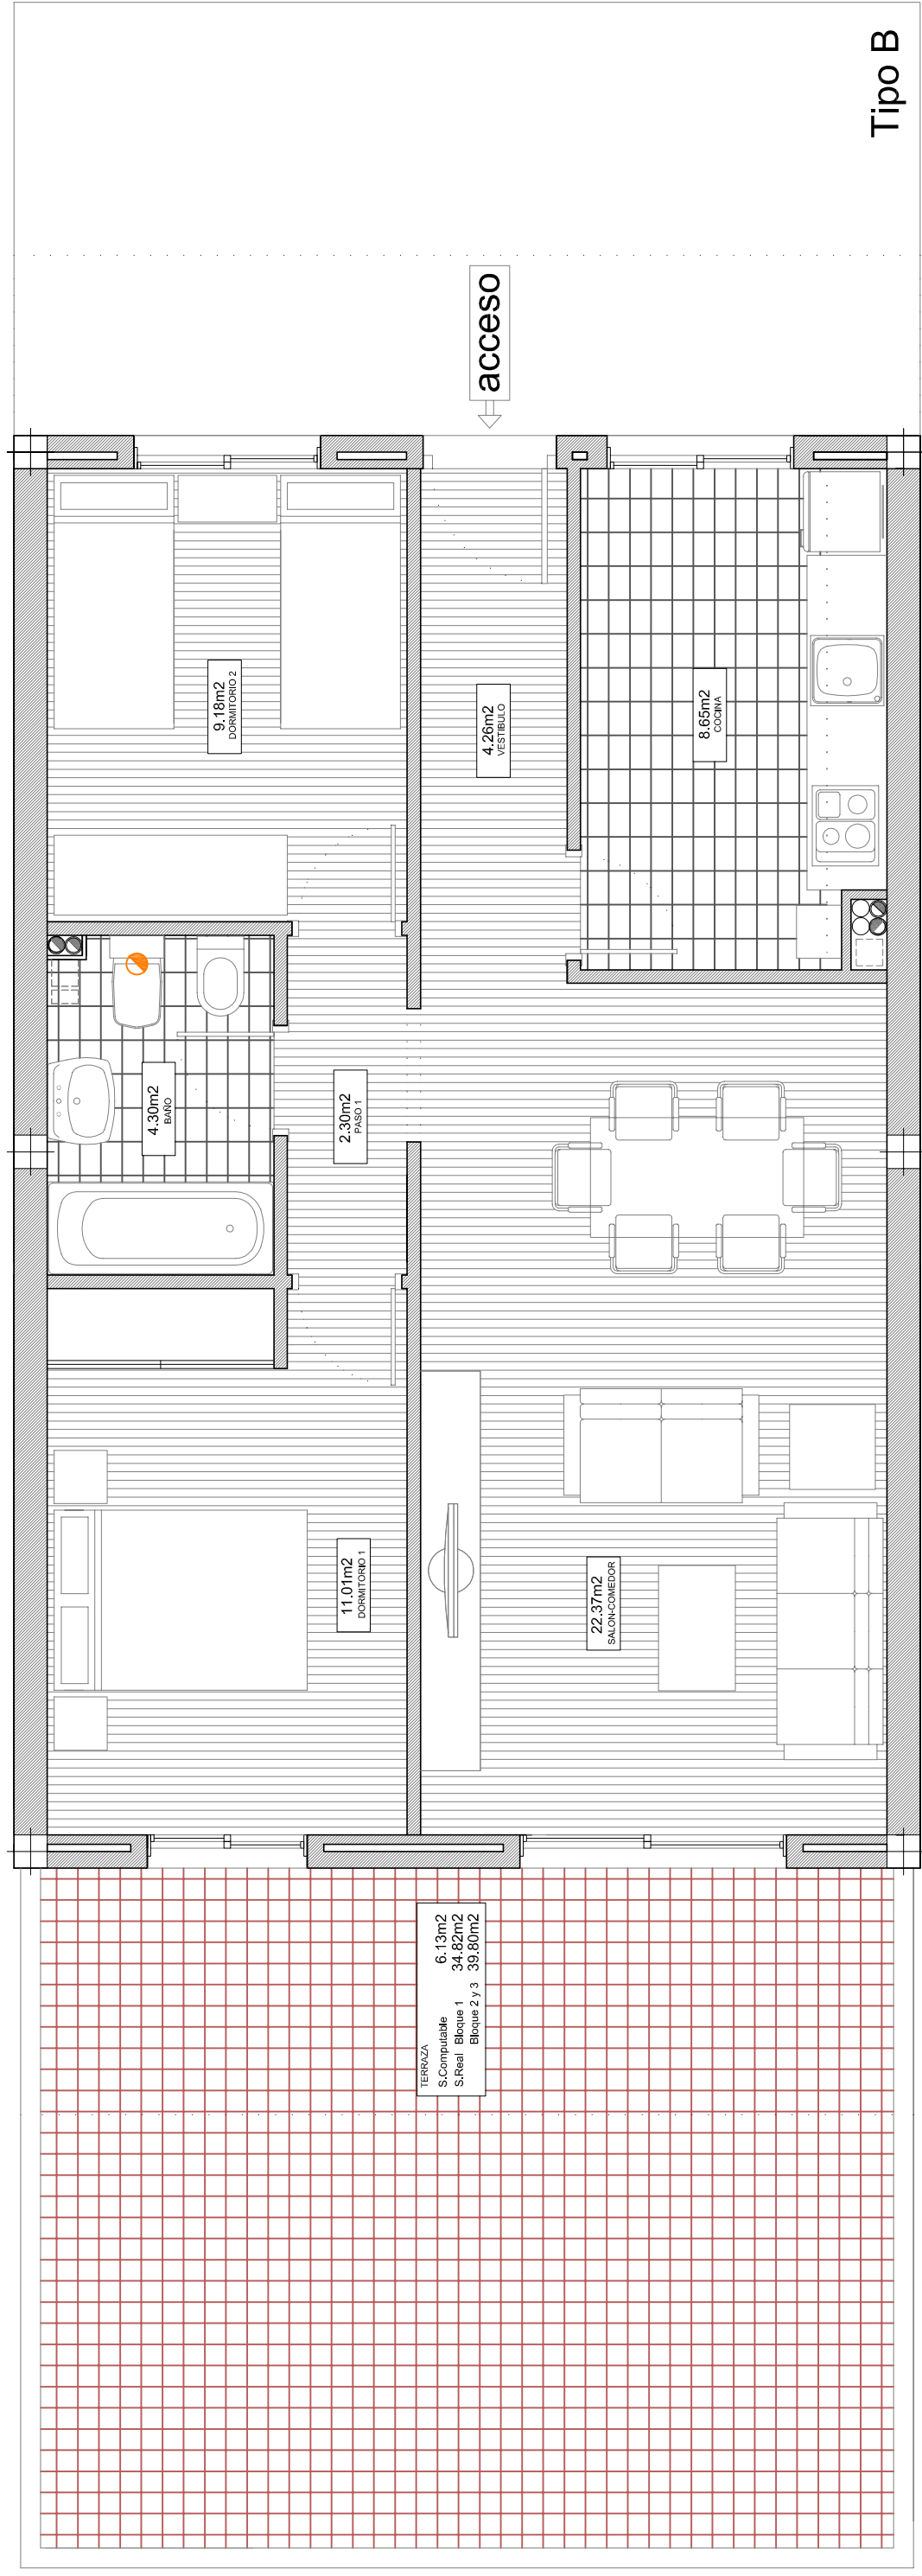 Tipo B
acceso
9.18m2
DORMITORIO 2
4.26m2
VESTIBULO
8.65m2
COCINA
4.30m2
BAÑO
2.30m2
PASO 1
11.01m2
DORMITORIO 1
22.37m2
SALON-COMEDOR
TERRAZA
S.Computable 6.13m2
S.Real Bloque 1 34.82m2
Bloque 2 y 3 39.80m2